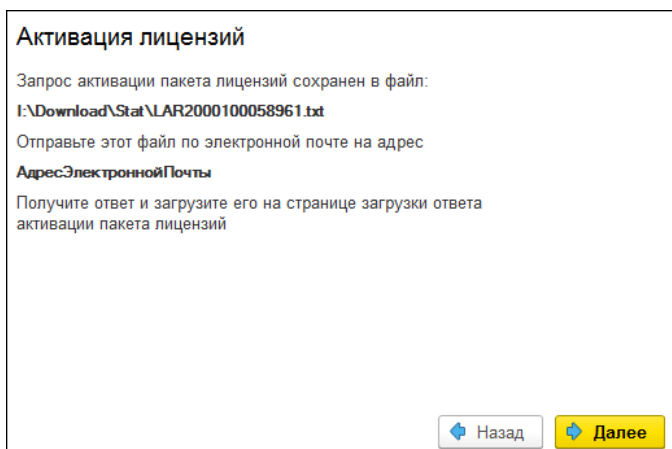 Активация лицензий
Запрос активации пакета лицензий сохранен в файл:
I:\Download\Stat\LAR2000100058961.txt
Отправьте этот файл по электронной почте на адрес
АдресЭлектроннойПочты
Получите ответ и загрузите его на странице загрузки ответа
активации пакета лицензий
Назад
Далее